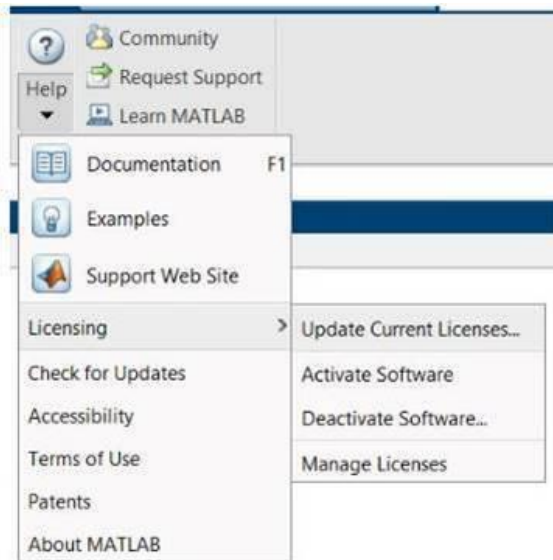 Help
Community
Request Support
Learn MATLAB
Documentation F1
Examples
Support Web Site
Licensing >
Check for Updates
Accessibility
Terms of Use
Patents
About MATLAB
Update Current Licenses...
Activate Software
Deactivate Software...
Manage Licenses